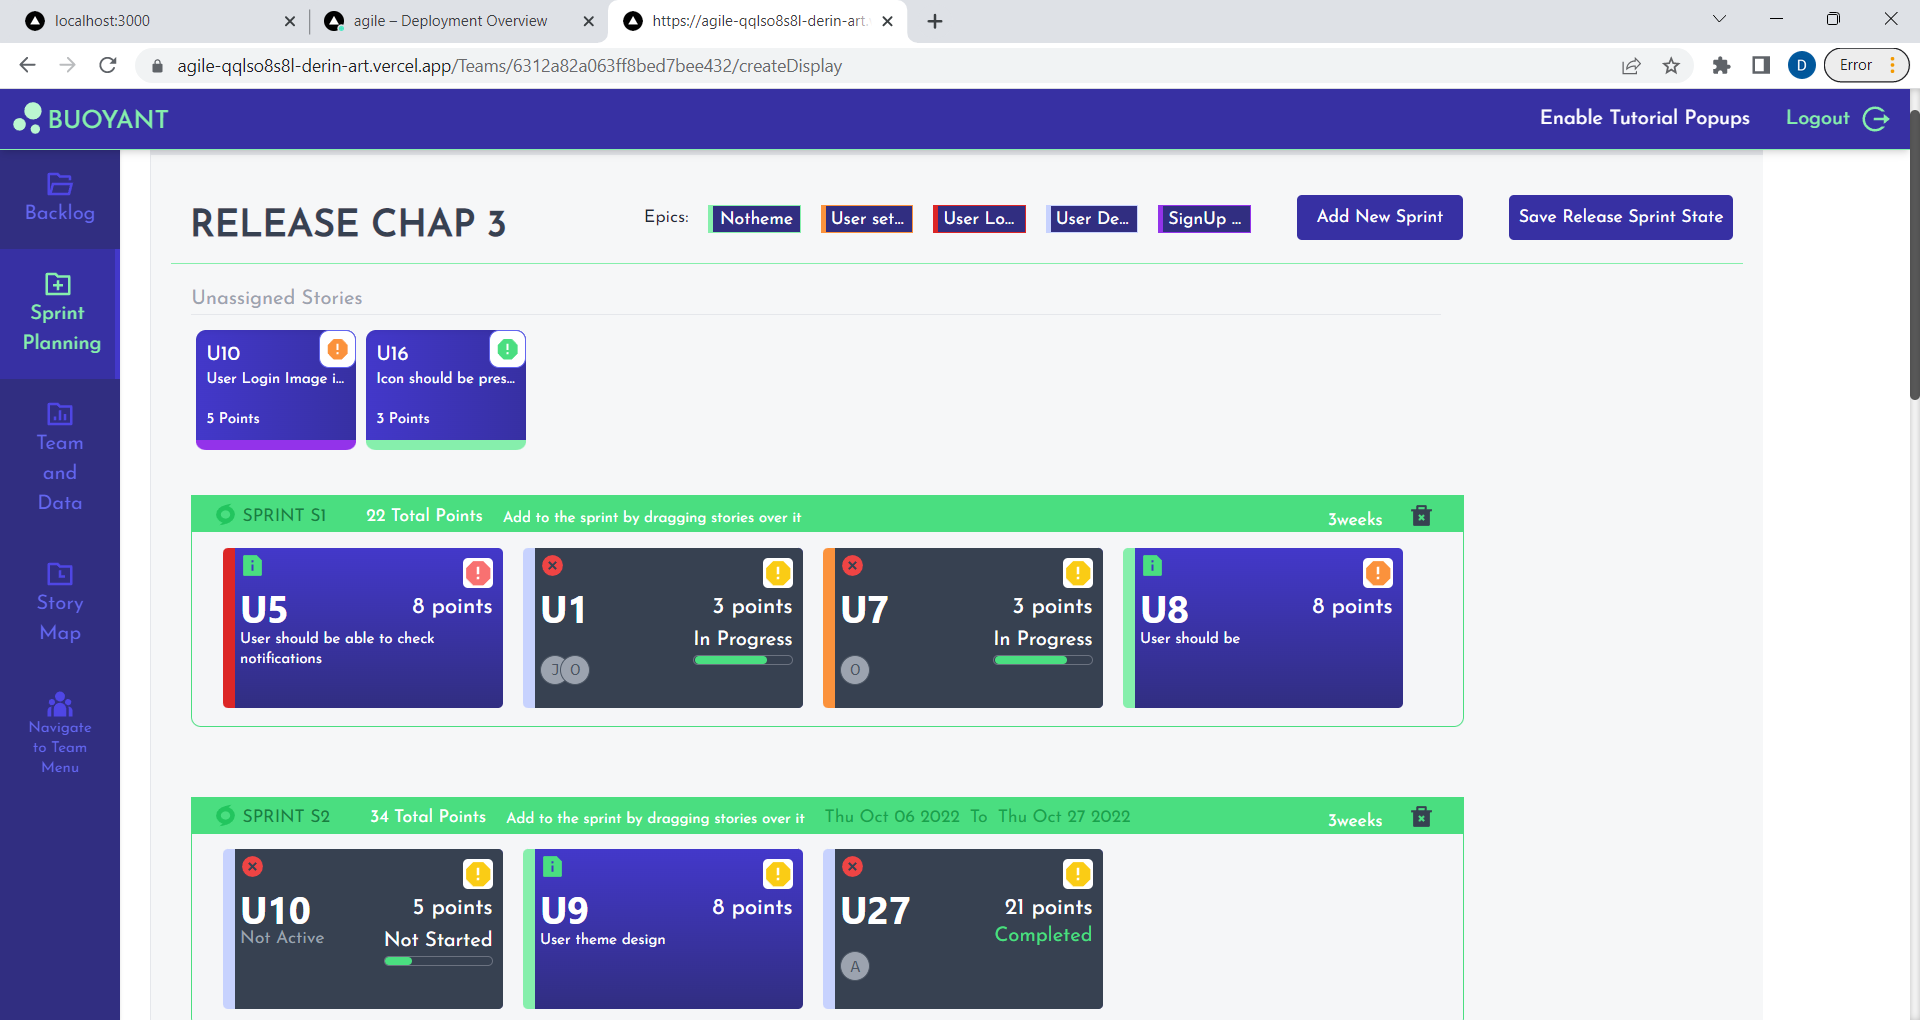 localhost:3000
agile – Deployment Overview
https://agile-qqlso8s8l-derin-art.
agile-qqlso8s8l-derin-art.vercel.app/Teams/6312a82a063ff8bed7bee432/createDisplay
D
Error
BUOYANT
Enable Tutorial Popups
Logout
Backlog
Sprint
Planning
Team
and
Data
Story
Map
Navigate
to Team
Menu
RELEASE CHAP 3
Epics:
Notheme
User set...
User Lo...
User De...
SignUp ...
Add New Sprint
Save Release Sprint State
Unassigned Stories
U10
User Login Image i...
5 Points
U16
Icon should be pres...
3 Points
SPRINT S1
22 Total Points
Add to the sprint by dragging stories over it
3weeks
U5
8 points
User should be able to check
notifications
U1
3 points
In Progress
J
O
U7
3 points
In Progress
O
U8
8 points
User should be
SPRINT S2
34 Total Points
Add to the sprint by dragging stories over it
Thu Oct 06 2022 To Thu Oct 27 2022
3weeks
U10
5 points
Not Active
Not Started
U9
8 points
User theme design
U27
21 points
Completed
A